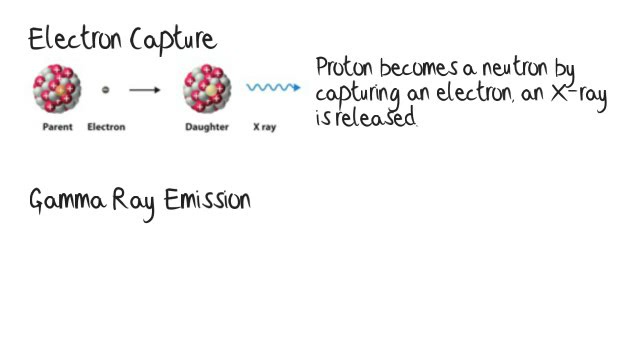 Electron Capture
Parent Electron Daughter X ray
Proton becomes a neutron by
capturing an electron, an X-ray
is released.
Gamma Ray Emission